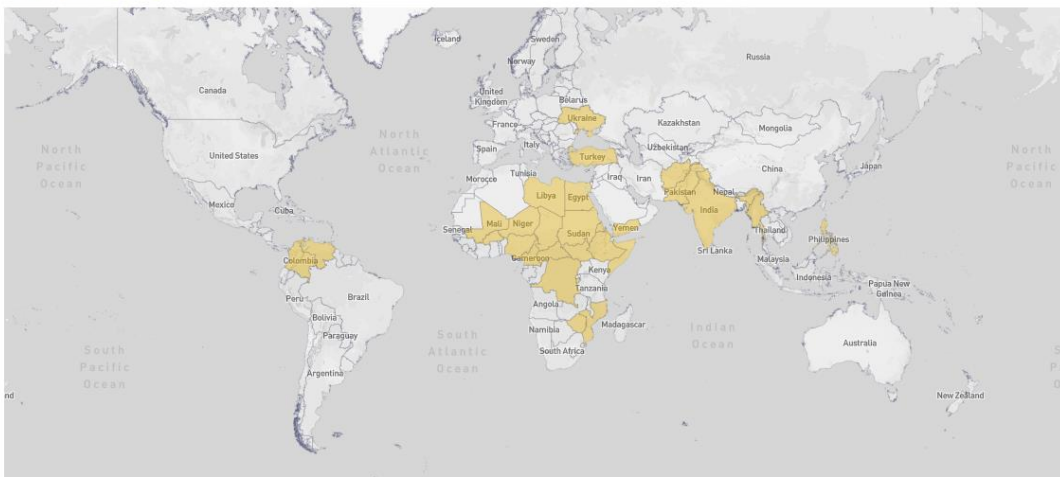 Iceland
Sweden
Norway
Russia
Canada
United
Kingdom
Belarus
Ukraine
Kazakhstan
Mongolia
France
North
Pacific
Ocean
United States
North
Atlantic
Ocean
Spain
Italy
Turkey
Uzbekistan
China
Japan
North
Pacific
Ocean
Tunisia
Morocco
Iraq
Iran
Mexico
Cuba
Libya
Egypt
Pakistan
Nepal
India
Senegal
Mali
Niger
Sudan
Yemen
Thailand
Philippines
Colombia
Cameroon
Sri Lanka
Malaysia
Kenya
Indonesia
Papua New
Guinea
Peru
Brazil
Tanzania
Angola
Bolivia
Namibia
Madagascar
Paraguay
South
Pacific
Ocean
South
Atlantic
Ocean
Indian
Ocean
South Africa
Australia
Argentina
New Zealand
nd
S
P
O